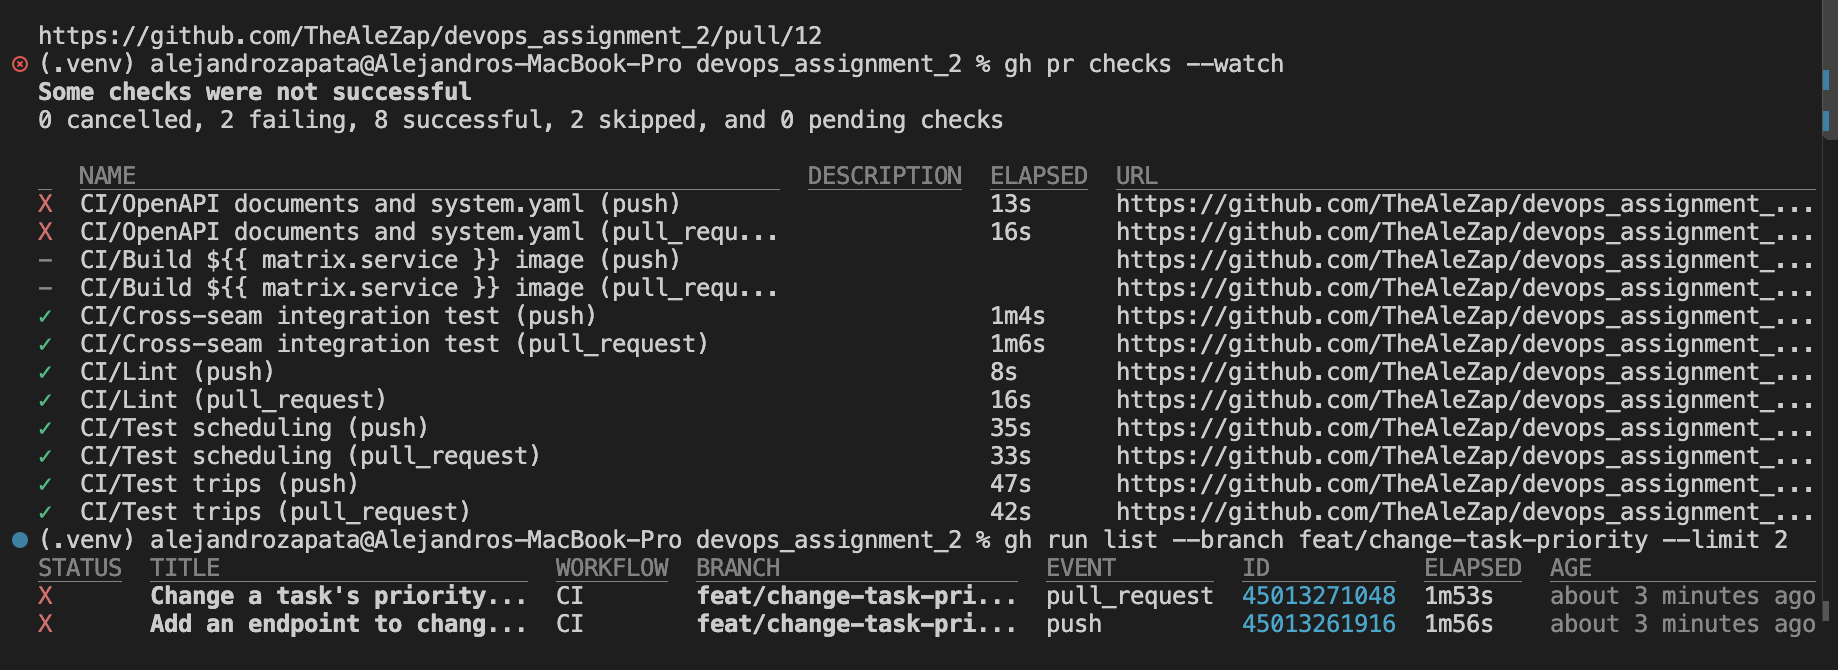 https://github.com/TheAleZap/devops_assignment_2/pull/12
(.venv) alejandrozapata@Alejandros-MacBook-Pro devops_assignment_2 % gh pr checks --watch
Some checks were not successful
0 cancelled, 2 failing, 8 successful, 2 skipped, and 0 pending checks
NAME DESCRIPTION ELAPSED URL
X CI/OpenAPI documents and system.yaml (push) 13s https://github.com/TheAleZap/devops_assignment_...
X CI/OpenAPI documents and system.yaml (pull_requ... 16s https://github.com/TheAleZap/devops_assignment_...
- CI/Build ${{ matrix.service }} image (push) https://github.com/TheAleZap/devops_assignment_...
- CI/Build ${{ matrix.service }} image (pull_requ... https://github.com/TheAleZap/devops_assignment_...
✓ CI/Cross-seam integration test (push) 1m4s https://github.com/TheAleZap/devops_assignment_...
✓ CI/Cross-seam integration test (pull_request) 1m6s https://github.com/TheAleZap/devops_assignment_...
✓ CI/Lint (push) 8s https://github.com/TheAleZap/devops_assignment_...
✓ CI/Lint (pull_request) 16s https://github.com/TheAleZap/devops_assignment_...
✓ CI/Test scheduling (push) 35s https://github.com/TheAleZap/devops_assignment_...
✓ CI/Test scheduling (pull_request) 33s https://github.com/TheAleZap/devops_assignment_...
✓ CI/Test trips (push) 47s https://github.com/TheAleZap/devops_assignment_...
✓ CI/Test trips (pull_request) 42s https://github.com/TheAleZap/devops_assignment_...
(.venv) alejandrozapata@Alejandros-MacBook-Pro devops_assignment_2 % gh run list --branch feat/change-task-priority --limit 2
STATUS TITLE WORKFLOW BRANCH EVENT ID ELAPSED AGE
X Change a task's priority... CI feat/change-task-pri... pull_request 45013271048 1m53s about 3 minutes ago
X Add an endpoint to chang... CI feat/change-task-pri... push 45013261916 1m56s about 3 minutes ago